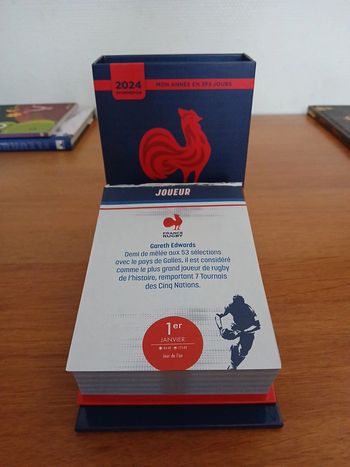 2024
MON ANNÉE EN 396 JOURS
JOUEUR
FRANCE
RUGBY
Gareth Edwards
Demi de mêlée aux 53 sélections
avec le pays de Galles, il est considéré
comme le plus grand joueur de rugby
de l'histoire, remportant 7 Tournois
des Cinq Nations.
1er
JANVIER
Jour de l'an